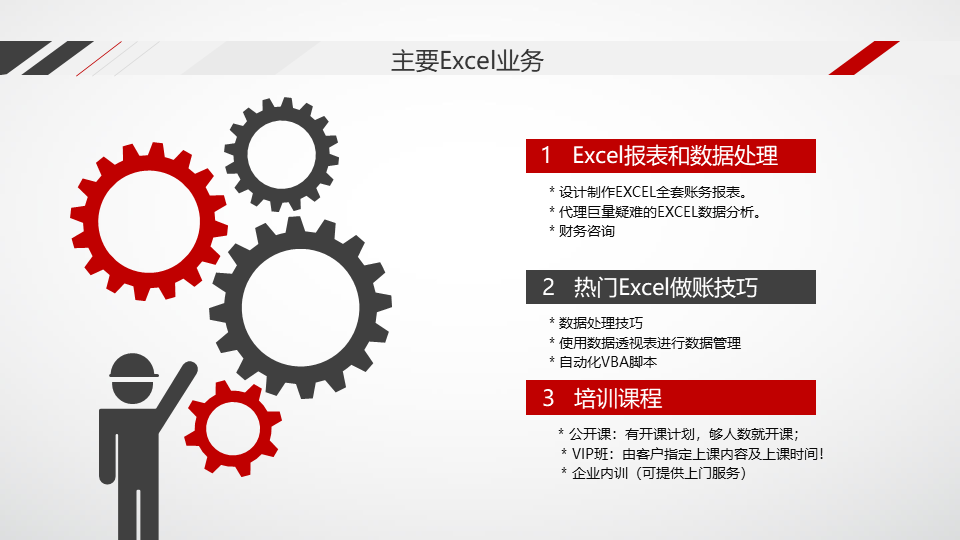 主要Excel业务
1 Excel报表和数据处理
* 设计制作EXCEL全套账务报表。
* 代理巨量疑难的EXCEL数据分析。
* 财务咨询
2 热门Excel做账技巧
* 数据处理技巧
* 使用数据透视表进行数据管理
* 自动化VBA脚本
3 培训课程
* 公开课：有开课计划，够人数就开课；
* VIP班：由客户指定上课内容及上课时间！
* 企业内训（可提供上门服务）